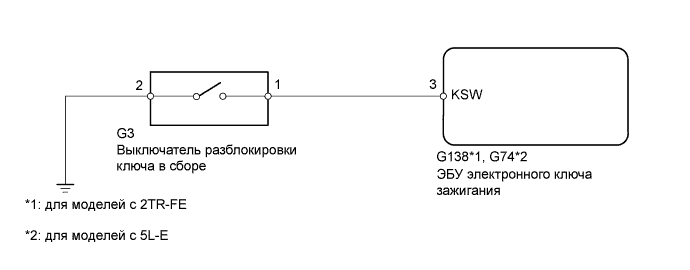 2
1
3
KSW
G3
Выключатель разблокировки
ключа в сборе
G138*1, G74*2
ЭБУ электронного ключа
зажигания
*1: для моделей с 2TR-FE
*2: для моделей с 5L-E